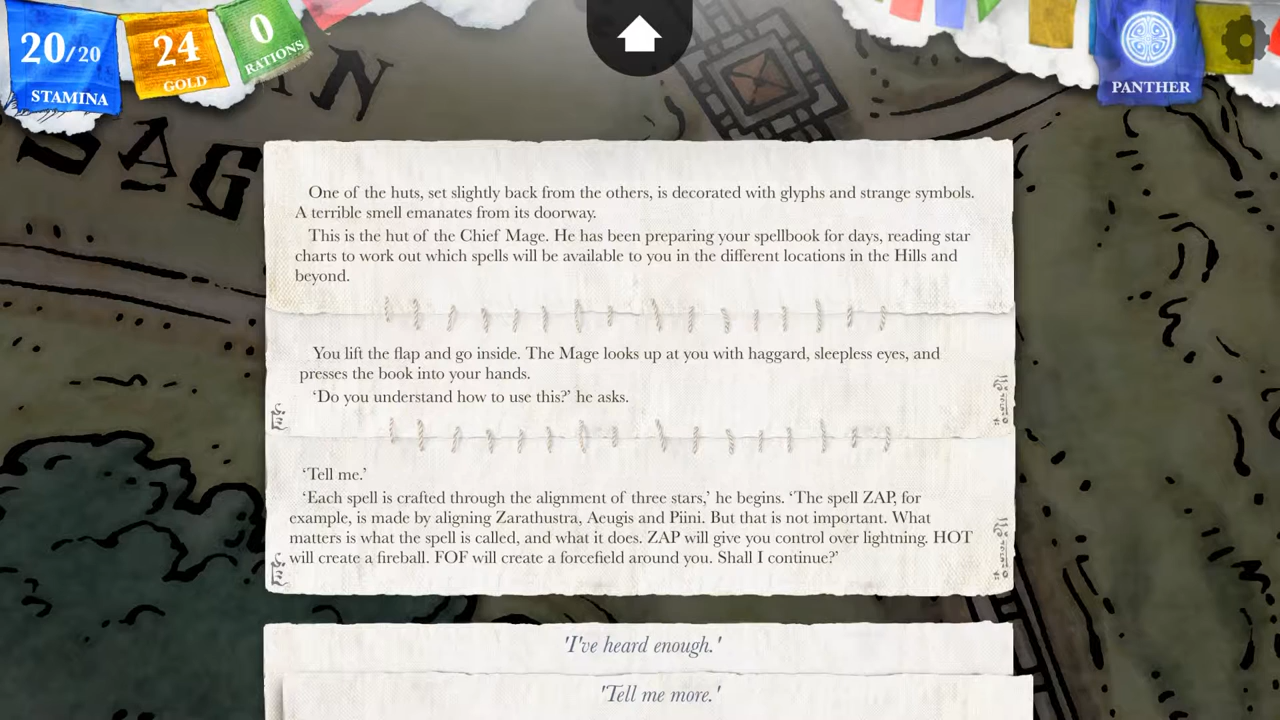 20/20
STAMINA
24
GOLD
0
RATIONS
PANTHER
One of the huts, set slightly back from the others, is decorated with glyphs and strange symbols.
A terrible smell emanates from its doorway.
This is the hut of the Chief Mage. He has been preparing your spellbook for days, reading star
charts to work out which spells will be available to you in the different locations in the Hills and
beyond.
You lift the flap and go inside. The Mage looks up at you with haggard, sleepless eyes, and
presses the book into your hands.
‘Do you understand how to use this?’ he asks.
‘Tell me.’
‘Each spell is crafted through the alignment of three stars,’ he begins. ‘The spell ZAP, for
example, is made by aligning Zarathustra, Aeugis and Piini. But that is not important. What
matters is what the spell is called, and what it does. ZAP will give you control over lightning. HOT
will create a fireball. FOF will create a forcefield around you. Shall I continue?’
'I've heard enough.'
'Tell me more.'